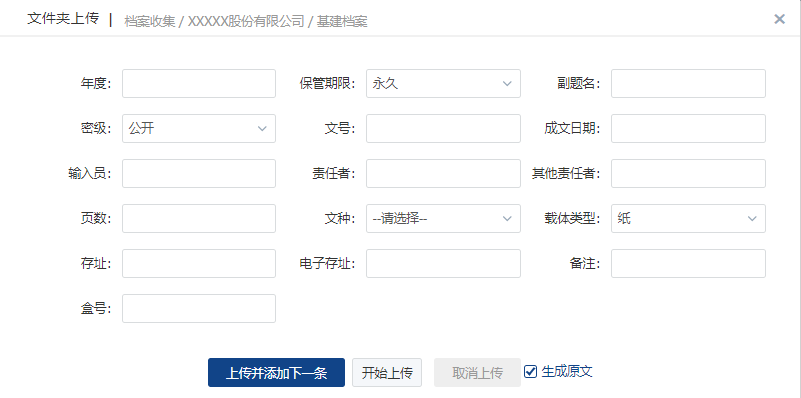 文件夹上传 | 档案收集 / XXXXX股份有限公司 / 基建档案
年度: 保管期限: 永久 副题名:
密级: 公开 文号: 成文日期:
输入员: 责任者: 其他责任者:
页数: 文种: --请选择-- 载体类型: 纸
存址: 电子存址: 备注:
盒号:
上传并添加下一条 开始上传 取消上传 生成原文